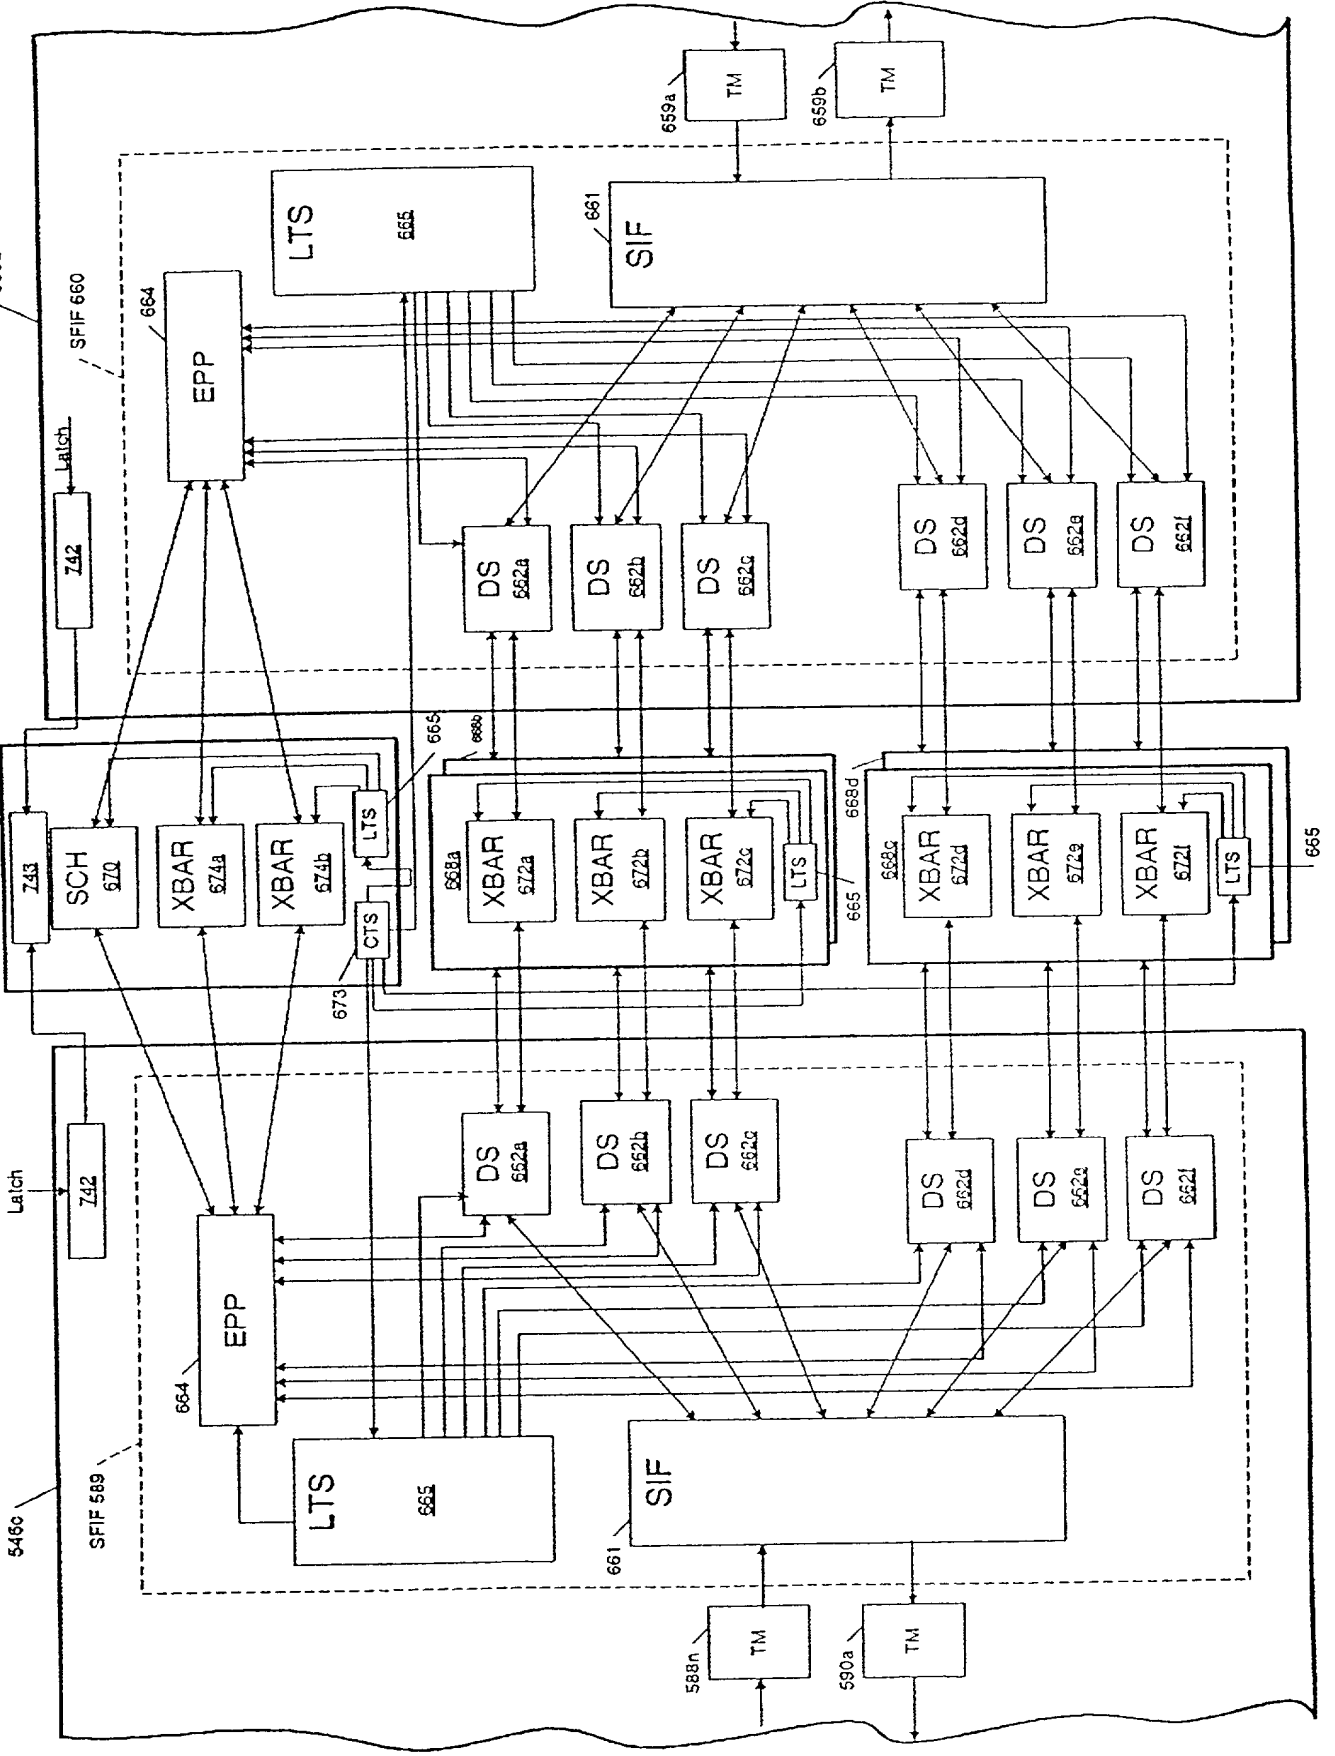 546c
SFIF 589
Latch
742
664
EPP
LTS
665
661
SIF
588n
TM
590a
TM
DS
662a
DS
662b
DS
662c
DS
662d
DS
662e
DS
662f
743
SCH
670
XBAR
674a
XBAR
674b
CTS
673
LTS
665
668a
668b
XBAR
672a
XBAR
672b
XBAR
672c
LTS
665
668c
668d
XBAR
672d
XBAR
672e
XBAR
672f
LTS
665
SFIF 660
Latch
742
664
EPP
LTS
665
661
SIF
659a
TM
659b
TM
DS
662a
DS
662b
DS
662c
DS
662d
DS
662e
DS
662f